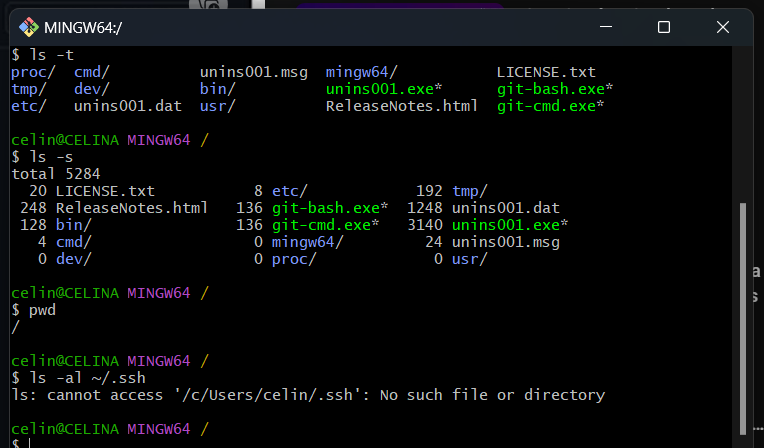 MINGW64:/
$ ls -t
proc/  cmd/          unins001.msg  mingw64/           LICENSE.txt
tmp/   dev/          bin/          unins001.exe*      git-bash.exe*
etc/   unins001.dat  usr/          ReleaseNotes.html  git-cmd.exe*
celin@CELINA MINGW64 /
$ ls -s
total 5284
  20 LICENSE.txt           8 etc/            192 tmp/
 248 ReleaseNotes.html   136 git-bash.exe*  1248 unins001.dat
 128 bin/                136 git-cmd.exe*   3140 unins001.exe*
   4 cmd/                  0 mingw64/         24 unins001.msg
   0 dev/                  0 proc/             0 usr/
celin@CELINA MINGW64 /
$ pwd
/
celin@CELINA MINGW64 /
$ ls -al ~/.ssh
ls: cannot access '/c/Users/celin/.ssh': No such file or directory
celin@CELINA MINGW64 /
$